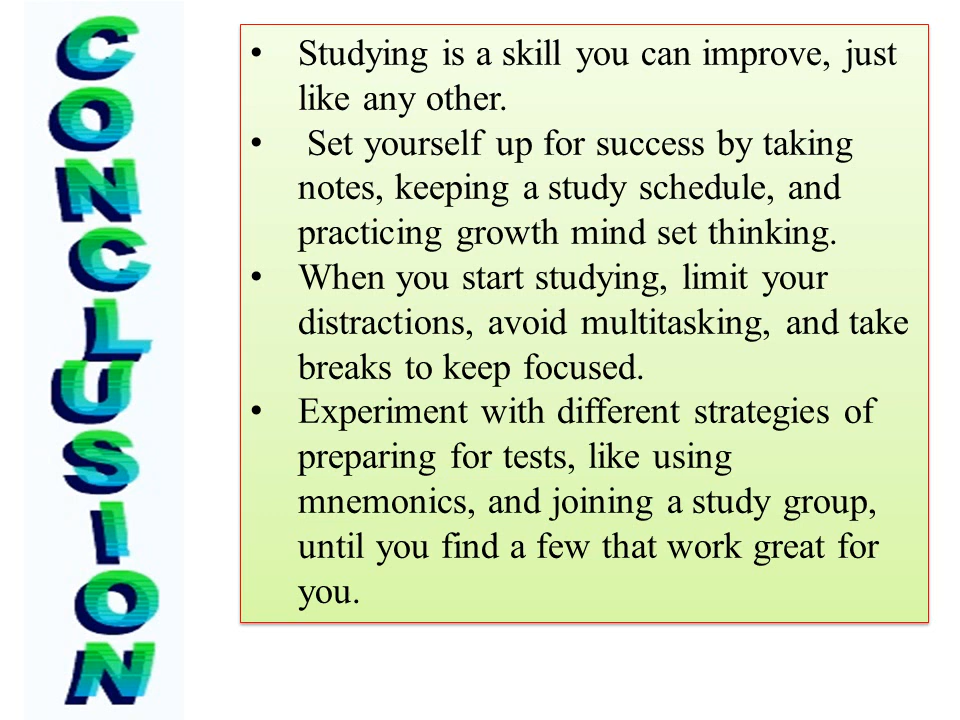 CONCLUSION
• Studying is a skill you can improve, just
like any other.
• Set yourself up for success by taking
notes, keeping a study schedule, and
practicing growth mind set thinking.
• When you start studying, limit your
distractions, avoid multitasking, and take
breaks to keep focused.
• Experiment with different strategies of
preparing for tests, like using
mnemonics, and joining a study group,
until you find a few that work great for
you.